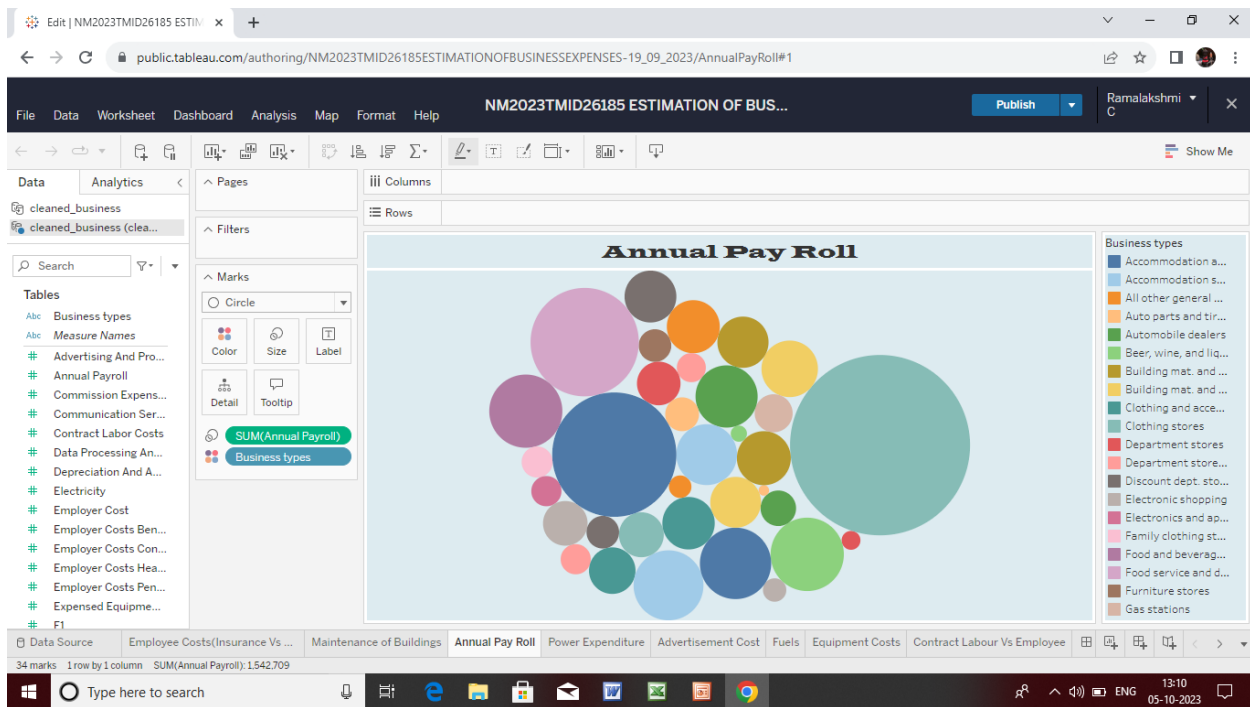 Edit | NM2023TMID26185 ESTIM
public.tableau.com/authoring/NM2023TMID26185ESTIMATIONOFBUSINESSEXPENSES-19_09_2023/AnnualPayRoll#1
NM2023TMID26185 ESTIMATION OF BUS...
Publish
Ramalakshmi
C
File Data Worksheet Dashboard Analysis Map Format Help
Show Me
Data Analytics
Pages
Columns
cleaned_business
cleaned_business (clea...
Rows
Filters
Search
Marks
Circle
Color Size Label
Detail Tooltip
SUM(Annual Payroll)
Business types
Tables
Abc Business types
Abc Measure Names
# Advertising And Pro...
# Annual Payroll
# Commission Expens...
# Communication Ser...
# Contract Labor Costs
# Data Processing An...
# Depreciation And A...
# Electricity
# Employer Cost
# Employer Costs Ben...
# Employer Costs Con...
# Employer Costs Hea...
# Employer Costs Pen...
# Expensed Equipme...
# F1
Annual Pay Roll
Business types
Accommodation a...
Accommodation s...
All other general ...
Auto parts and tir...
Automobile dealers
Beer, wine, and liq...
Building mat. and ...
Building mat. and ...
Clothing and acce...
Clothing stores
Department stores
Department store...
Discount dept. sto...
Electronic shopping
Electronics and ap...
Family clothing st...
Food and beverag...
Food service and d...
Furniture stores
Gas stations
Data Source Employee Costs(Insurance Vs ... Maintenance of Buildings Annual Pay Roll Power Expenditure Advertisement Cost Fuels Equipment Costs Contract Labour Vs Employee
34 marks 1 row by 1 column SUM(Annual Payroll): 1,542,709
Type here to search
ENG
13:10
05-10-2023